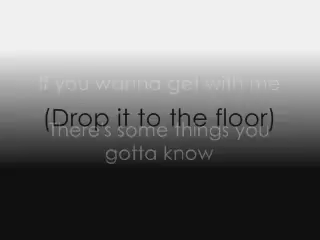 If you wanna get with me
(Drop it to the floor)
There's some things you
gotta know